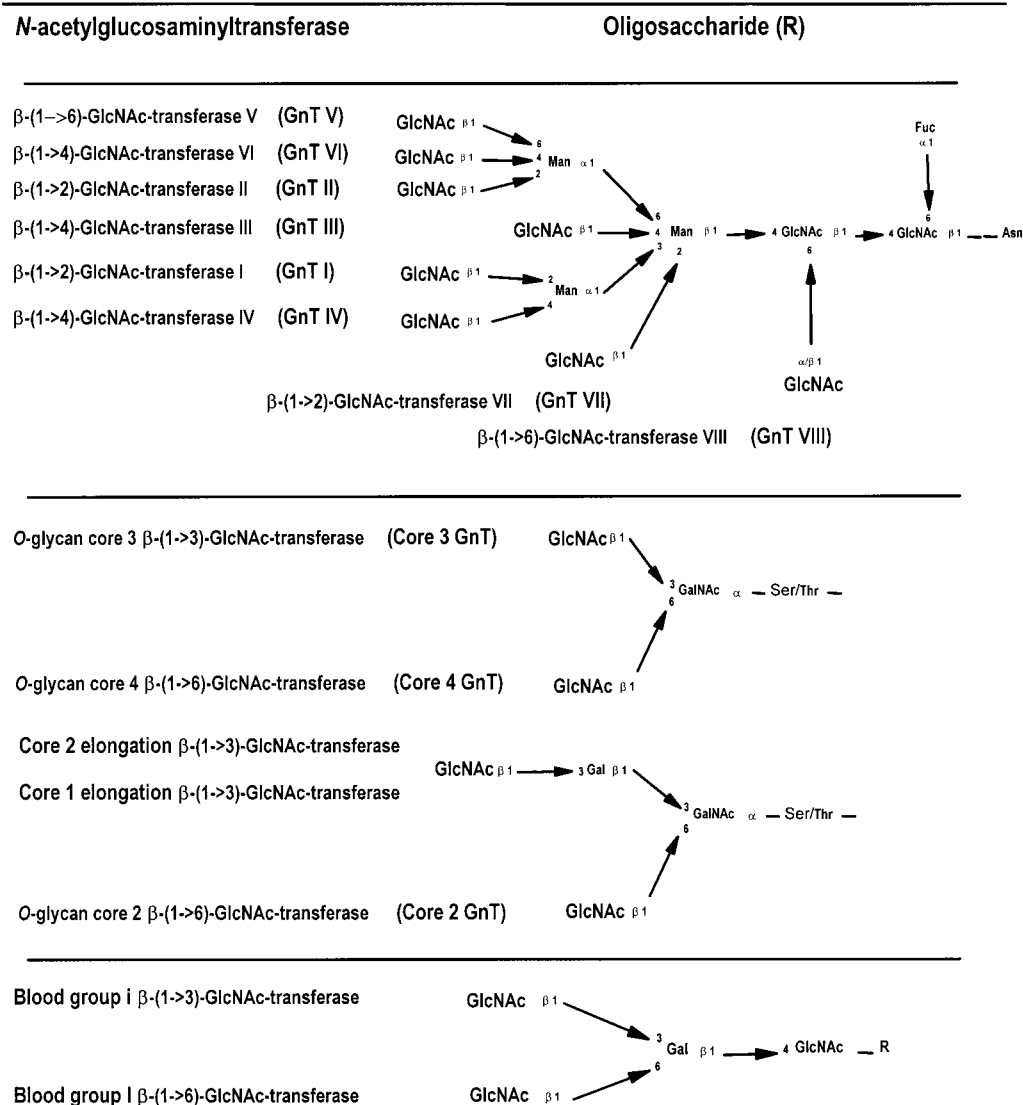 N-acetylglucosaminyltransferase Oligosaccharide (R)
β-(1–>6)-GlcNAc-transferase V (GnT V) GlcNAc β1
Fuc
α1
β-(1->4)-GlcNAc-transferase VI (GnT VI) GlcNAc β1
6
4 Man α1
2
β-(1->2)-GlcNAc-transferase II (GnT II) GlcNAc β1
β-(1->4)-GlcNAc-transferase III (GnT III) GlcNAc β1
6
4 Man β1
3
2
4 GlcNAc β1
6
6
4 GlcNAc β1 Asn
β-(1->2)-GlcNAc-transferase I (GnT I) GlcNAc β1
2
Man α1
4
β-(1->4)-GlcNAc-transferase IV (GnT IV) GlcNAc β1
GlcNAc β1
α/β1
GlcNAc
β-(1->2)-GlcNAc-transferase VII (GnT VII)
β-(1->6)-GlcNAc-transferase VIII (GnT VIII)
O-glycan core 3 β-(1->3)-GlcNAc-transferase (Core 3 GnT) GlcNAc β1
3
GalNAc α Ser/Thr
6
O-glycan core 4 β-(1->6)-GlcNAc-transferase (Core 4 GnT) GlcNAc β1
Core 2 elongation β-(1->3)-GlcNAc-transferase
GlcNAc β1 3 Gal β1
Core 1 elongation β-(1->3)-GlcNAc-transferase
3
GalNAc α Ser/Thr
6
O-glycan core 2 β-(1->6)-GlcNAc-transferase (Core 2 GnT) GlcNAc β1
Blood group i β-(1->3)-GlcNAc-transferase GlcNAc β1
3
Gal β1 4 GlcNAc R
6
Blood group I β-(1->6)-GlcNAc-transferase GlcNAc β1